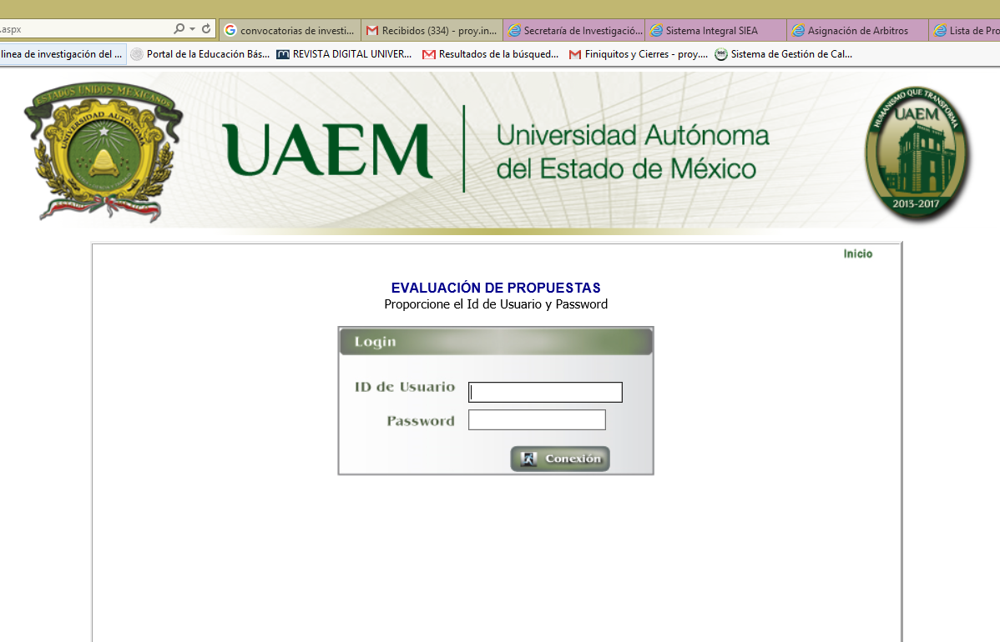 .aspx
convocatorias de investi...
Recibidos (334) - proy.in...
Secretaría de Investigació...
Sistema Integral SIEA
Asignación de Arbitros
Lista de Pro
linea de investigación del ...
Portal de la Educación Bás...
REVISTA DIGITAL UNIVER...
Resultados de la búsqued...
Finiquitos y Cierres - proy....
Sistema de Gestión de Cal...
ESTADOS UNIDOS MEXICANOS
UNIVERSIDAD AUTONOMA
UAEM
Universidad Autónoma
del Estado de México
HUMANISMO QUE TRANSFORMA
UAEM
2013-2017
Inicio
EVALUACIÓN DE PROPUESTAS
Proporcione el Id de Usuario y Password
Login
ID de Usuario
Password
Conexión